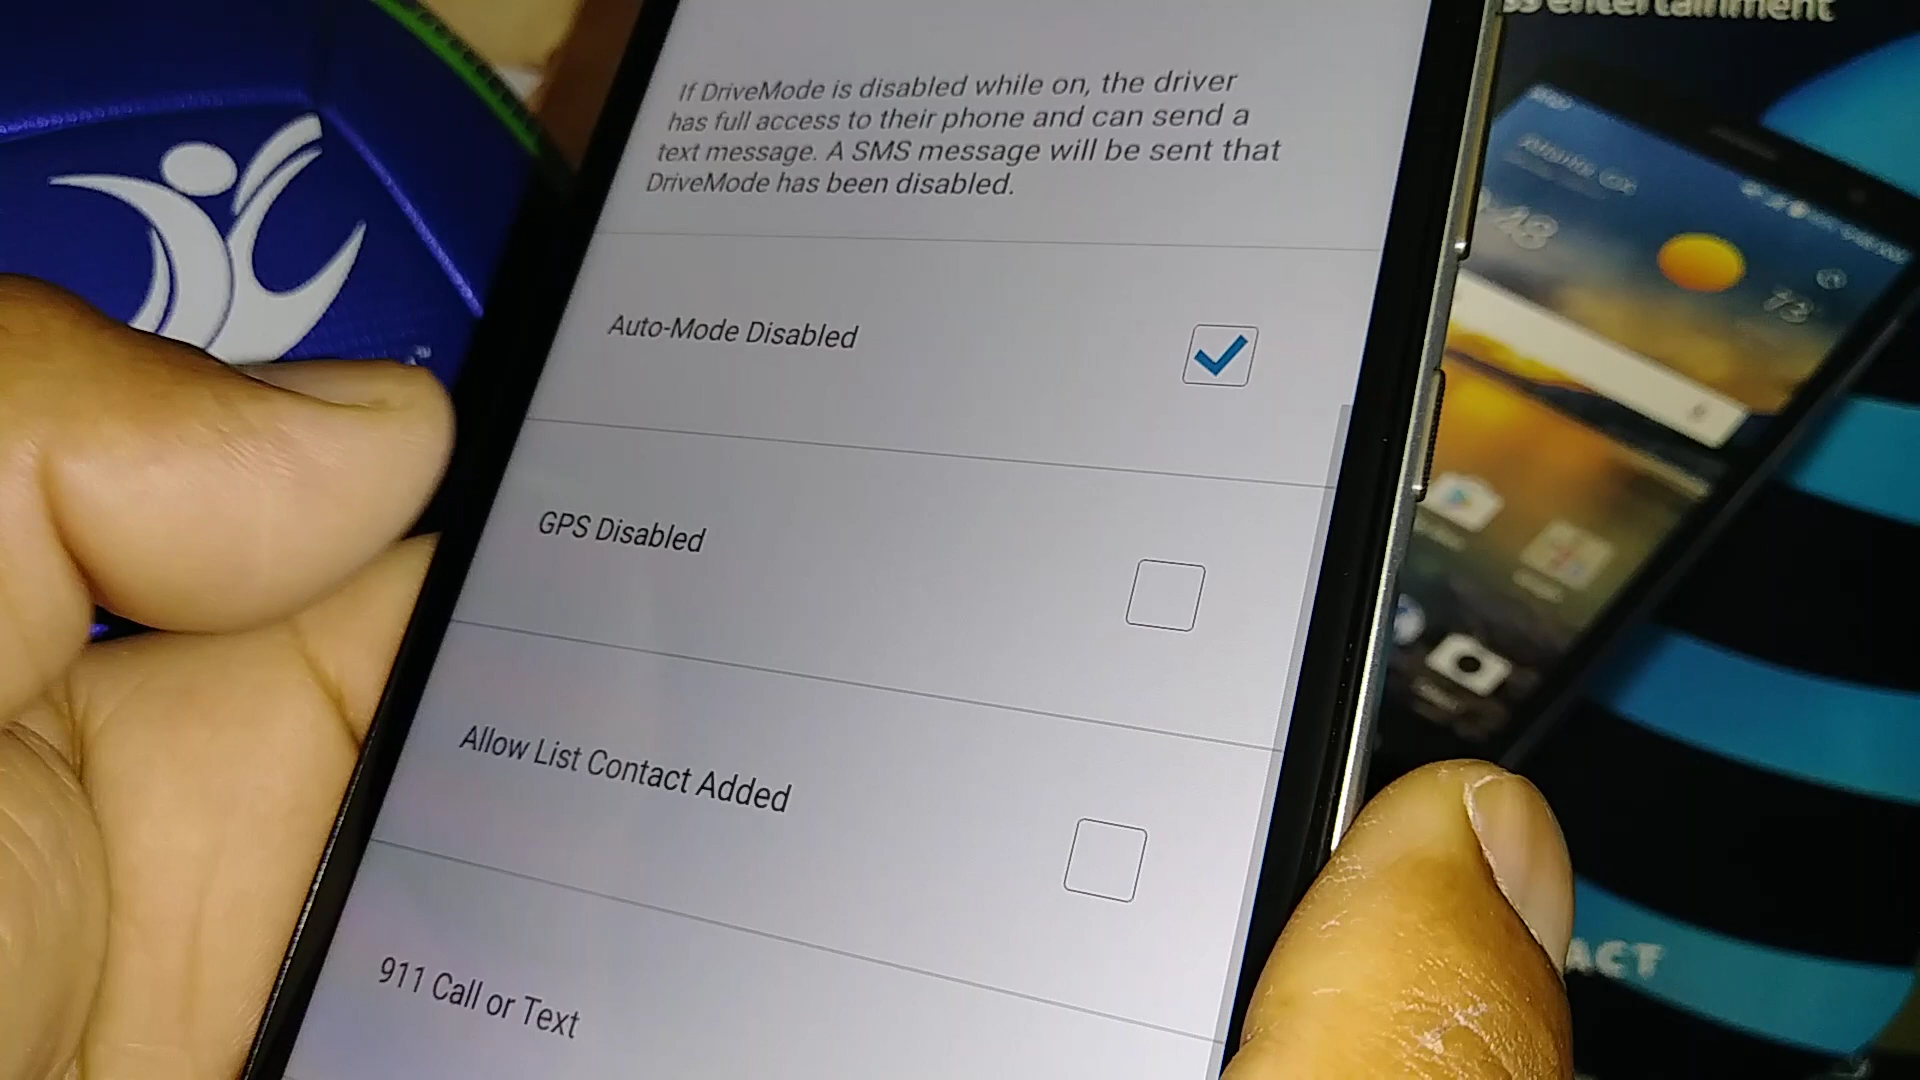 If DriveMode is disabled while on, the driver
has full access to their phone and can send a
text message. A SMS message will be sent that
DriveMode has been disabled.
Auto-Mode Disabled
GPS Disabled
Allow List Contact Added
911 Call or Text
entertainment